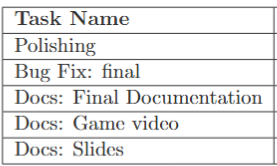 Task Name
Polishing
Bug Fix: final
Docs: Final Documentation
Docs: Game video
Docs: Slides